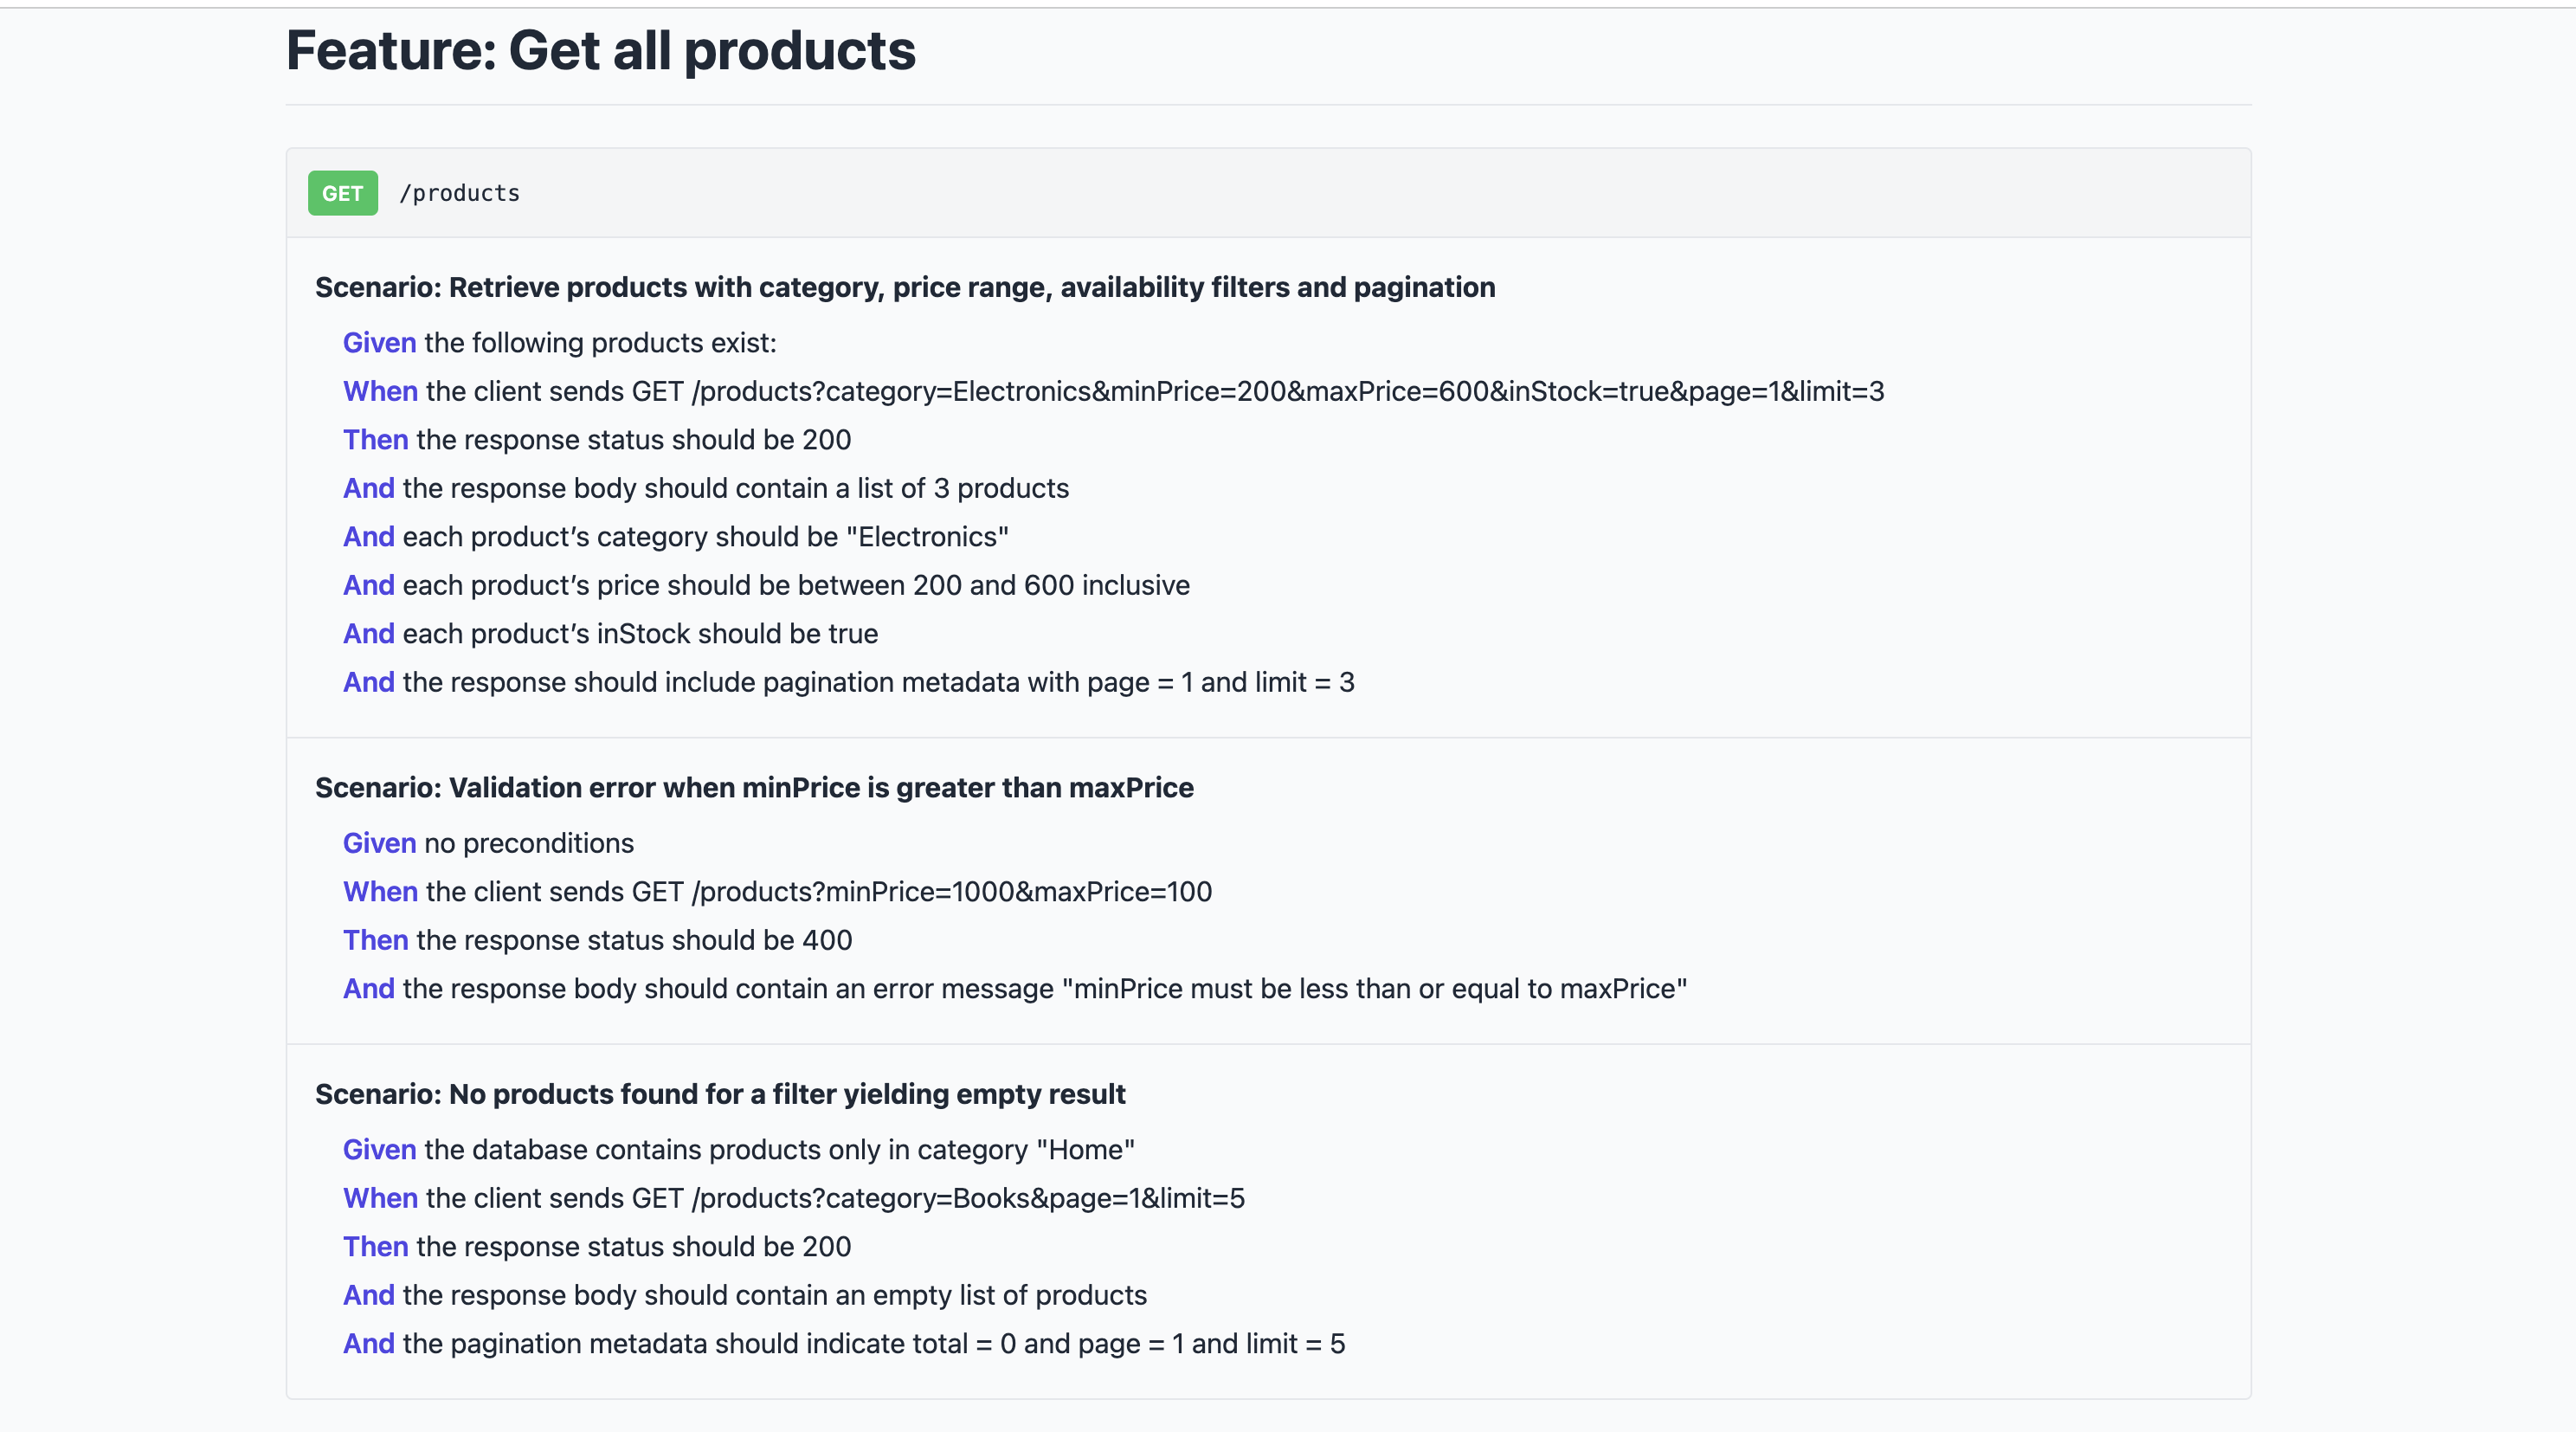 Feature: Get all products
GET /products
Scenario: Retrieve products with category, price range, availability filters and pagination
Given the following products exist:
When the client sends GET /products?category=Electronics&minPrice=200&maxPrice=600&inStock=true&page=1&limit=3
Then the response status should be 200
And the response body should contain a list of 3 products
And each product’s category should be "Electronics"
And each product’s price should be between 200 and 600 inclusive
And each product’s inStock should be true
And the response should include pagination metadata with page = 1 and limit = 3
Scenario: Validation error when minPrice is greater than maxPrice
Given no preconditions
When the client sends GET /products?minPrice=1000&maxPrice=100
Then the response status should be 400
And the response body should contain an error message "minPrice must be less than or equal to maxPrice"
Scenario: No products found for a filter yielding empty result
Given the database contains products only in category "Home"
When the client sends GET /products?category=Books&page=1&limit=5
Then the response status should be 200
And the response body should contain an empty list of products
And the pagination metadata should indicate total = 0 and page = 1 and limit = 5